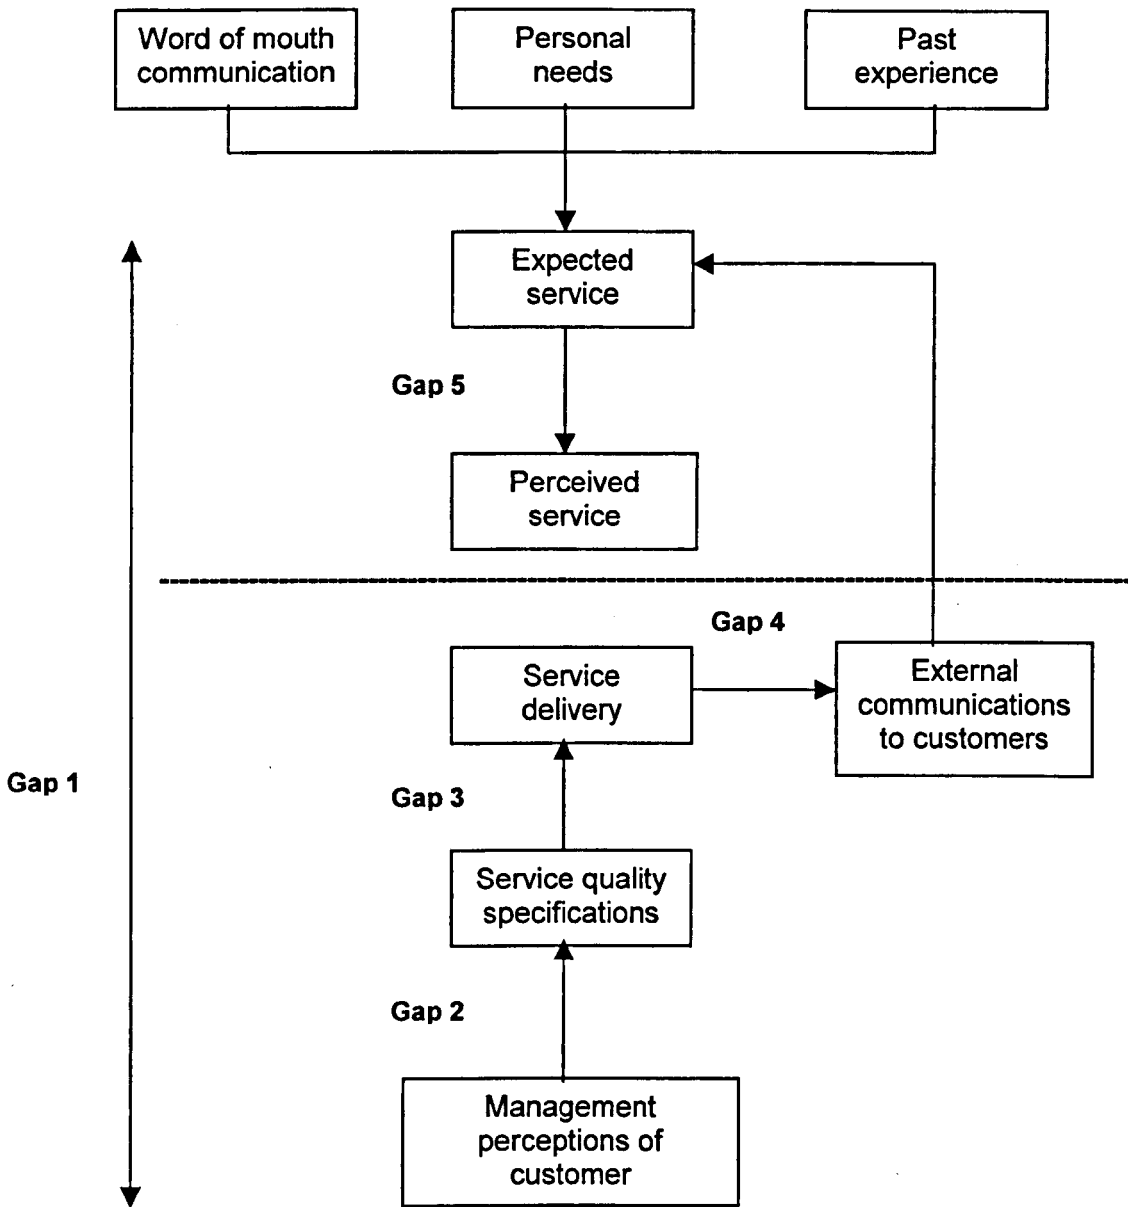 Word of mouth
communication
Personal
needs
Past
experience
Expected
service
Gap 5
Perceived
service
Gap 4
Service
delivery
External
communications
to customers
Gap 1
Gap 3
Service quality
specifications
Gap 2
Management
perceptions of
customer